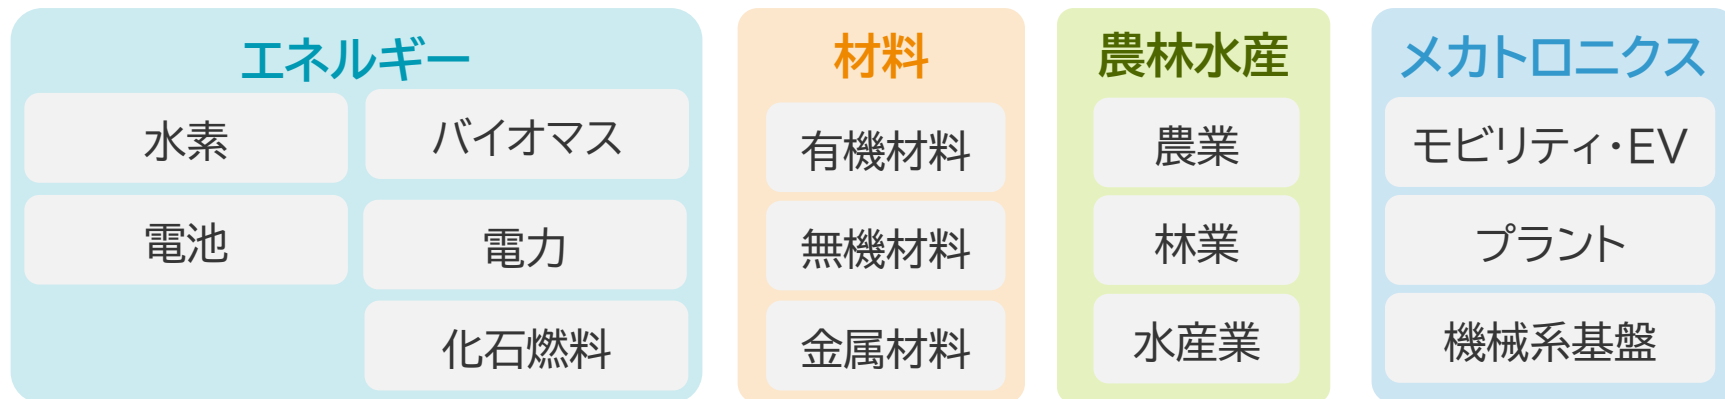 エネルギー
水素
バイオマス
電池
電力
化石燃料
材料
有機材料
無機材料
金属材料
農林水産
農業
林業
水産業
メカトロニクス
モビリティ・EV
プラント
機械系基盤